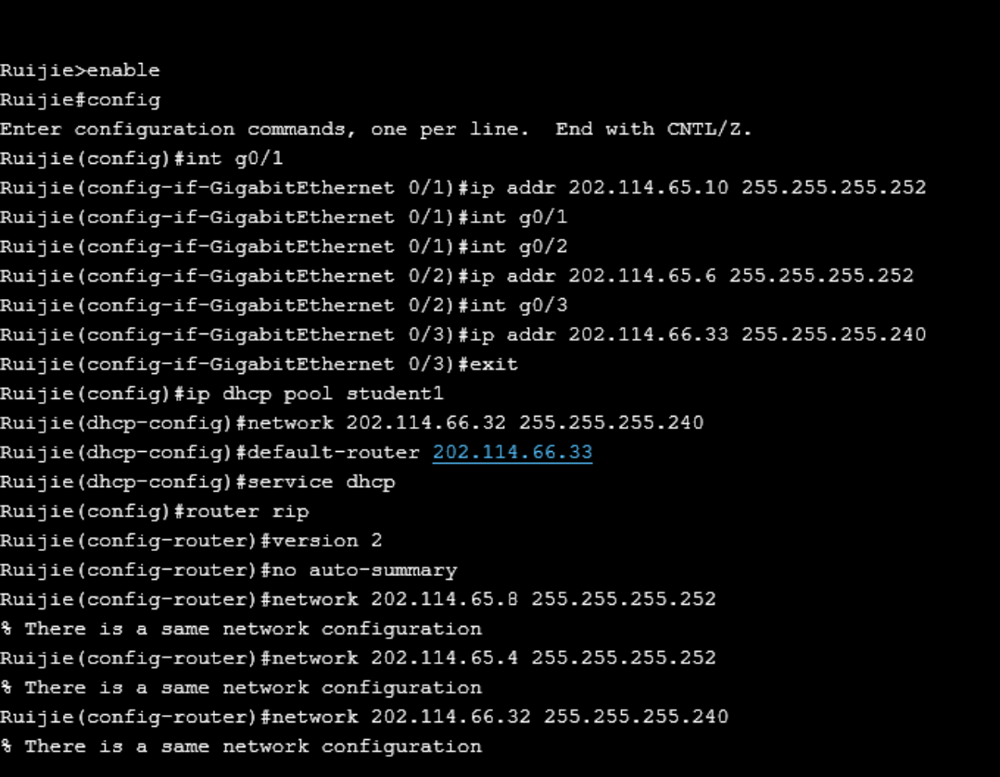 Ruijie>enable
Ruijie#config
Enter configuration commands, one per line.  End with CNTL/Z.
Ruijie(config)#int g0/1
Ruijie(config-if-GigabitEthernet 0/1)#ip addr 202.114.65.10 255.255.255.252
Ruijie(config-if-GigabitEthernet 0/1)#int g0/1
Ruijie(config-if-GigabitEthernet 0/1)#int g0/2
Ruijie(config-if-GigabitEthernet 0/2)#ip addr 202.114.65.6 255.255.255.252
Ruijie(config-if-GigabitEthernet 0/2)#int g0/3
Ruijie(config-if-GigabitEthernet 0/3)#ip addr 202.114.66.33 255.255.255.240
Ruijie(config-if-GigabitEthernet 0/3)#exit
Ruijie(config)#ip dhcp pool student1
Ruijie(dhcp-config)#network 202.114.66.32 255.255.255.240
Ruijie(dhcp-config)#default-router 202.114.66.33
Ruijie(dhcp-config)#service dhcp
Ruijie(config)#router rip
Ruijie(config-router)#version 2
Ruijie(config-router)#no auto-summary
Ruijie(config-router)#network 202.114.65.8 255.255.255.252
% There is a same network configuration
Ruijie(config-router)#network 202.114.65.4 255.255.255.252
% There is a same network configuration
Ruijie(config-router)#network 202.114.66.32 255.255.255.240
% There is a same network configuration